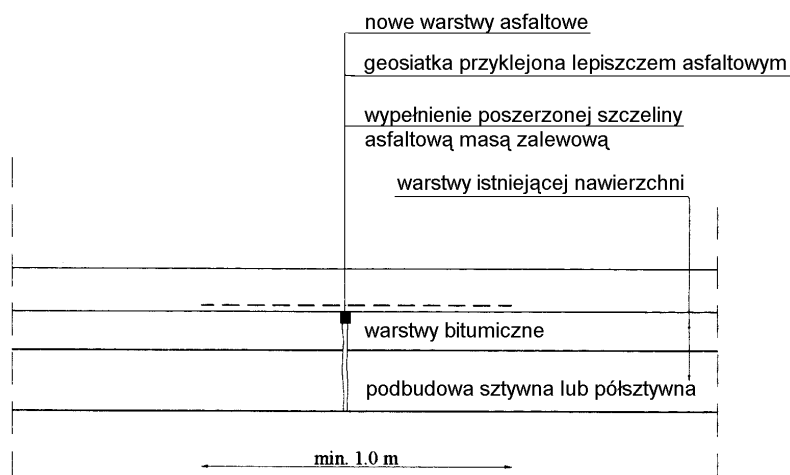 nowe warstwy asfaltowe
geosiatka przyklejona lepiszczem asfaltowym
wypełnienie poszerzonej szczeliny
asfaltową masą zalewową
warstwy istniejącej nawierzchni
warstwy bitumiczne
podbudowa sztywna lub półsztywna
min. 1.0 m